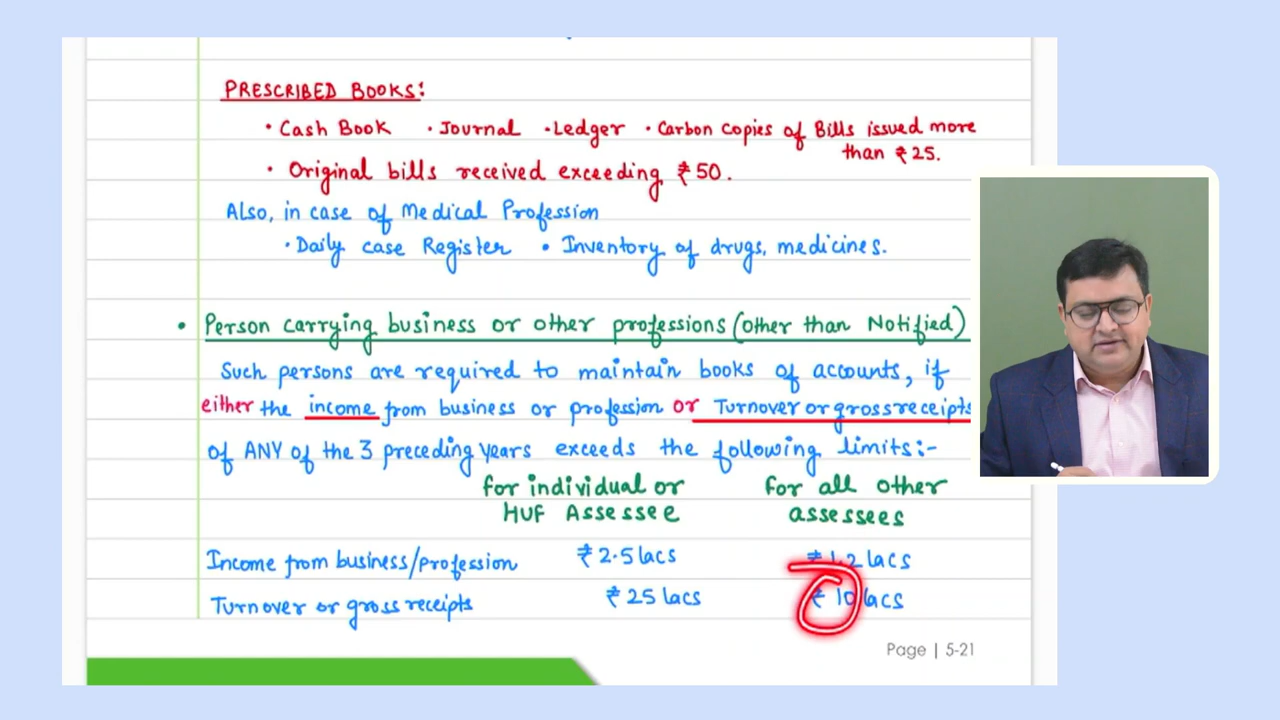 PRESCRIBED BOOKS:
• Cash Book • Journal • Ledger • Carbon copies of Bills issued more
than ₹25.
• Original bills received exceeding ₹50.
Also, in case of Medical Profession
• Daily case Register • Inventory of drugs, medicines.
• Person carrying business or other professions (other than Notified)
Such persons are required to maintain books of accounts, if
either the income from business or profession or Turnover or gross receipts
of ANY of the 3 preceding years exceeds the following limits:-
for individual or for all other
HUF Assessee assessees
Income from business/profession ₹2.5 lacs ₹1.2 lacs
Turnover or gross receipts ₹25 lacs ₹10 lacs
Page | 5-21